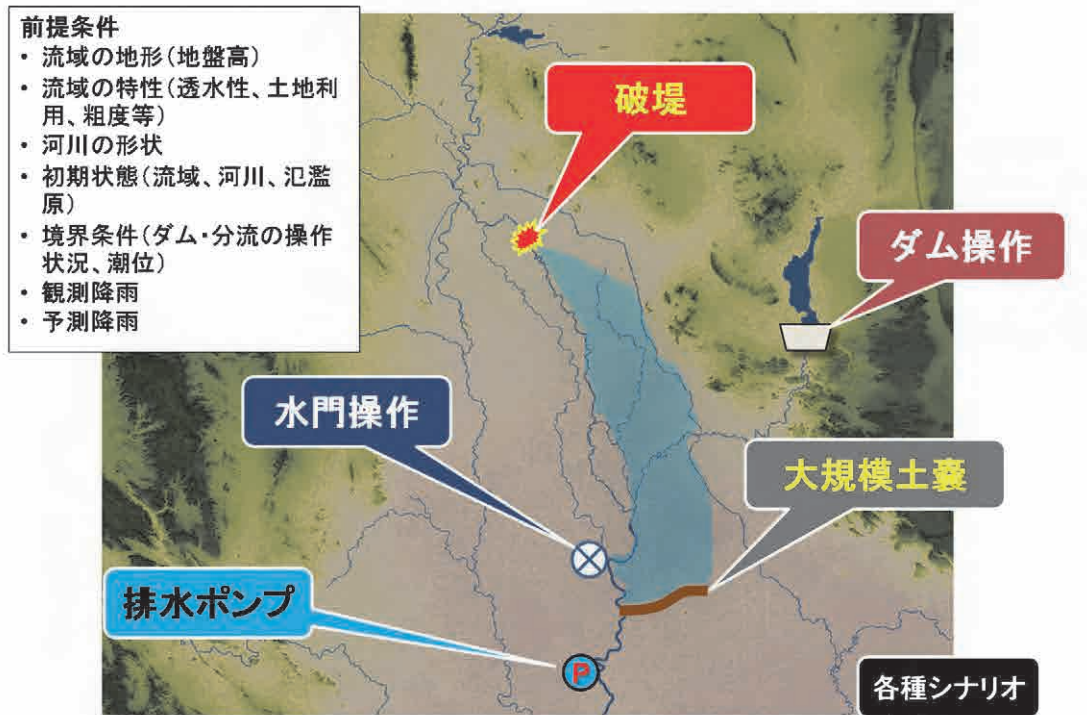 前提条件
• 流域の地形(地盤高)
• 流域の特性(透水性、土地利
用、粗度等)
• 河川の形状
• 初期状態(流域、河川、氾濫
原)
• 境界条件(ダム・分流の操作
状況、潮位)
• 観測降雨
• 予測降雨
破堤
ダム操作
水門操作
大規模土嚢
排水ポンプ
P
各種シナリオ